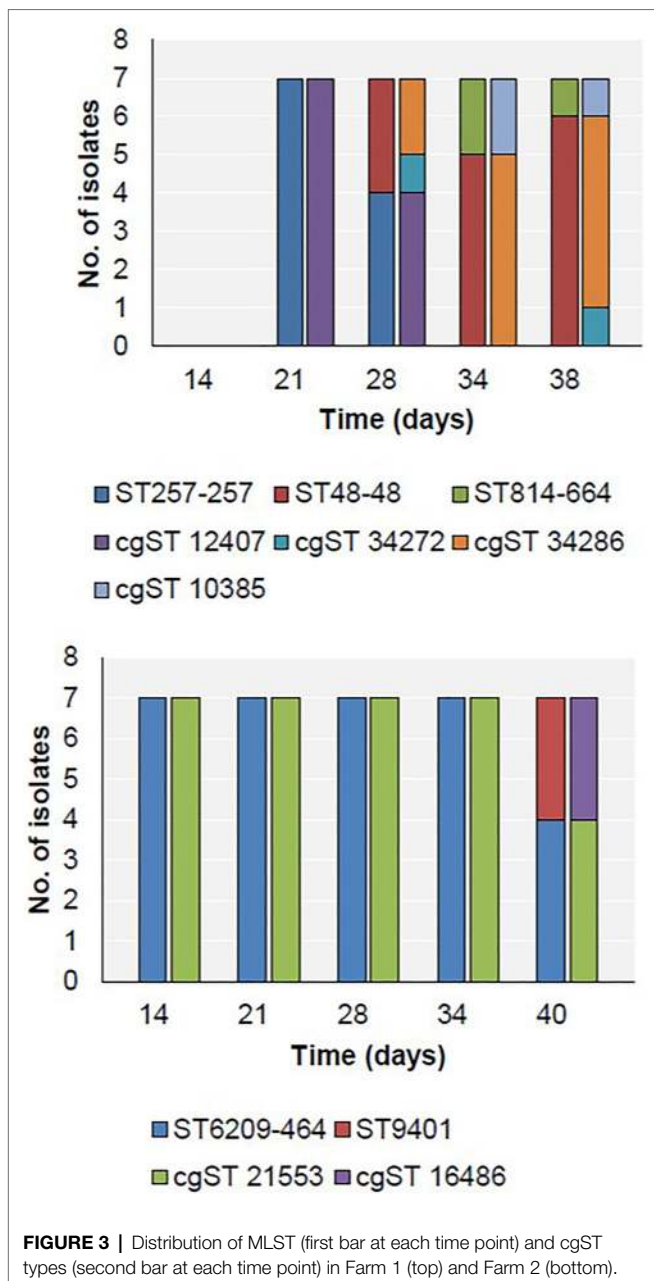 8
7
6
5
4
3
2
1
0
No. of isolates
14 21 28 34 38
Time (days)
ST257-257 ST48-48 ST814-664
cgST 12407 cgST 34272 cgST 34286
cgST 10385
8
7
6
5
4
3
2
1
0
No. of isolates
14 21 28 34 40
Time (days)
ST6209-464 ST9401
cgST 21553 cgST 16486
FIGURE 3 | Distribution of MLST (first bar at each time point) and cgST
types (second bar at each time point) in Farm 1 (top) and Farm 2 (bottom).